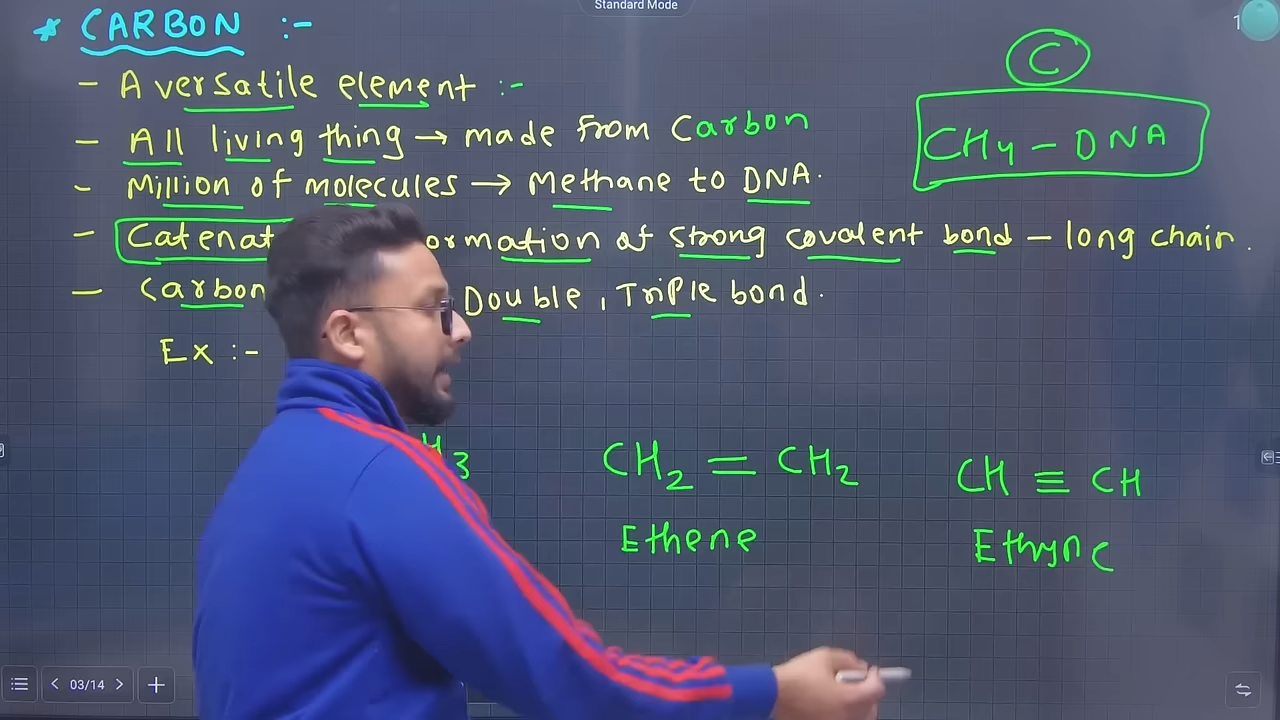 Standard Mode
1
* CARBON :-
- A versatile element :-
- All living thing → made from Carbon
- Million of molecules → Methane to DNA.
- Catenat ormation of strong covalent bond - long chain.
- Carbon Double, Triple bond.
Ex :-
C
CH4 - DNA
H3
CH2 = CH2
CH ≡ CH
Ethene
Ethyne
03/14